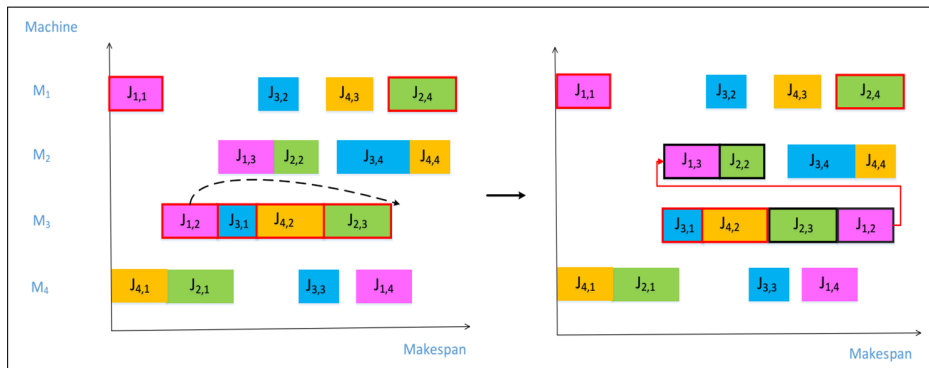 Machine
M1 J1,1 J3,2 J4,3 J2,4 J1,1 J3,2 J4,3 J2,4
M2 J1,3 J2,2 J3,4 J4,4 J1,3 J2,2 J3,4 J4,4
M3 J1,2 J3,1 J4,2 J2,3 J3,1 J4,2 J2,3 J1,2
M4 J4,1 J2,1 J3,3 J1,4 J4,1 J2,1 J3,3 J1,4
Makespan Makespan